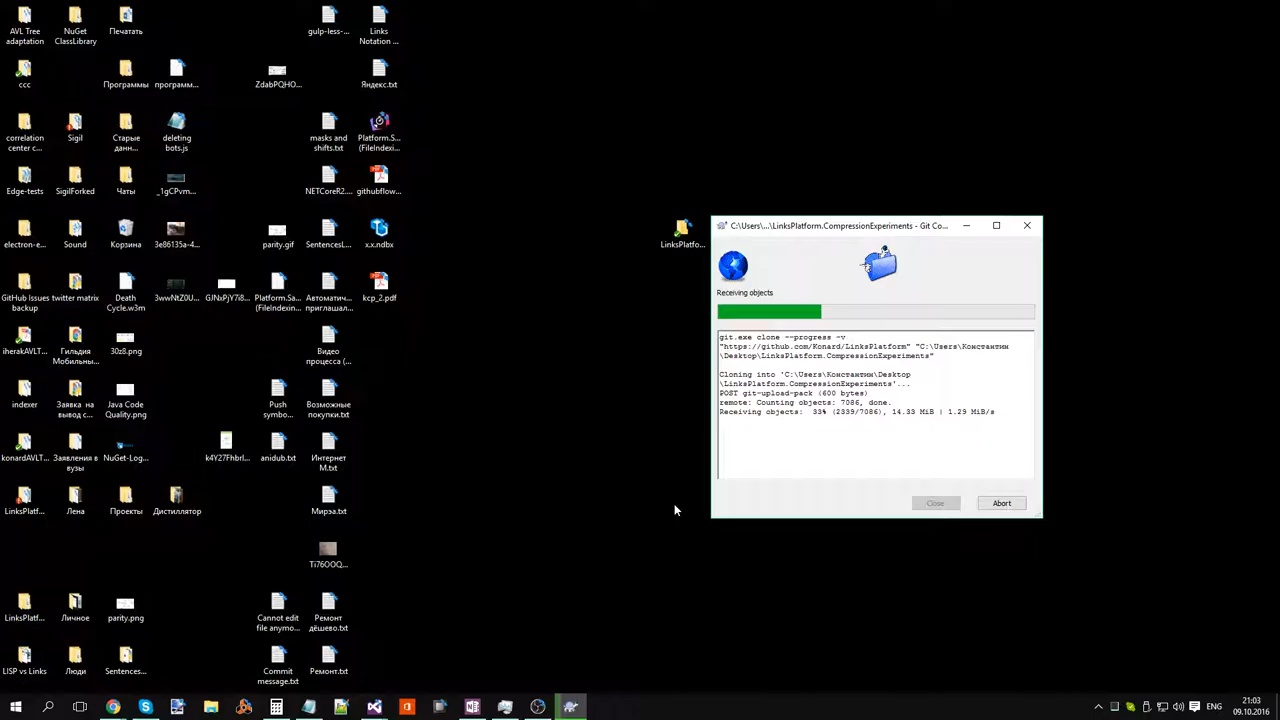 AVL Tree
adaptation
NuGet
ClassLibrary
Печатать
gulp-less-...
Links
Notation ...
ccc
Программы
програм...
ZdabPQHO...
Яндекс.txt
correlation
center c...
Sigil
Старые
данн...
deleting
bots.js
masks and
shifts.txt
Platform.S...
(FileIndexin...
Edge-tests
SigilForked
Чаты
_1gCPvm...
NETCoreR2....
githubflow...
electron-e...
Sound
Корзина
3e86135a-4...
parity.gif
SentencesL...
x.x.ndbx
LinksPlatfo...
GitHub Issues
backup
twitter matrix
Death
Cycle.w3m
3wwNtZ0U...
GJNxPjY7i8...
Platform.Sa...
(FileIndexin...
Автоматич...
приглашал...
kcp_2.pdf
iherakAVLT...
Гильдия
Мобильны...
30z8.png
Видео
процесса (...
indexer
Заявка на
вывод с...
Java Code
Quality.png
Push
symbo...
Возможные
покупки.txt
konardAVLT...
Заявления в
вузы
NuGet-Log...
k4Y27Fhbrl...
anidub.txt
Интернет
М.txt
LinksPlatf...
Лена
Проекты
Дистиллятор
Мирэа.txt
Ti76OOQ...
LinksPlatf...
Личное
parity.png
Cannot edit
file anymo...
Ремонт
дёшево.txt
LISP vs Links
Люди
Sentences...
Commit
message.txt
Ремонт.txt
C:\Users\...\LinksPlatform.CompressionExperiments - Git Co...
Receiving objects
git.exe clone --progress -v
"https://github.com/Konard/LinksPlatform" "C:\Users\Константин
\Desktop\LinksPlatform.CompressionExperiments"
Cloning into 'C:\Users\Константин\Desktop
\LinksPlatform.CompressionExperiments'...
POST git-upload-pack (600 bytes)
remote: Counting objects: 7086, done.
Receiving objects: 33% (2339/7086), 14.33 MiB | 1.29 MiB/s
Close
Abort
ENG
21:03
09.10.2016